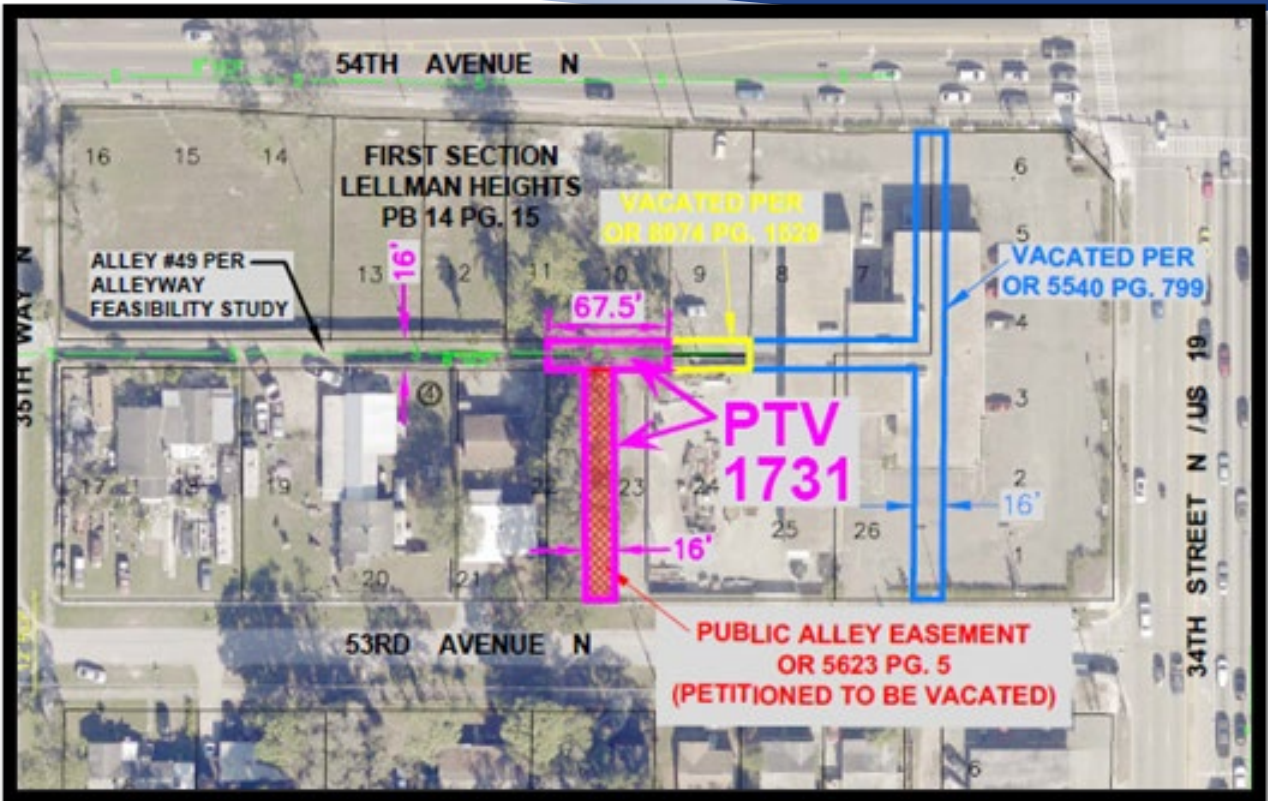 54TH AVENUE N
16 15 14
FIRST SECTION
LELLMAN HEIGHTS
PB 14 PG. 15
6
VACATED PER
OR 8974 PG. 1529
5
ALLEY #49 PER
ALLEYWAY
FEASIBILITY STUDY
16'
13 12 11 10 9 8 7
VACATED PER
OR 5540 PG. 799
67.5'
4
35TH WAY N
4
3
PTV
1731
34TH STREET N / US 19
17 18 19 22 23 24
2
16'
25 26
16'
1
20 21
53RD AVENUE N
PUBLIC ALLEY EASEMENT
OR 5623 PG. 5
(PETITIONED TO BE VACATED)
6